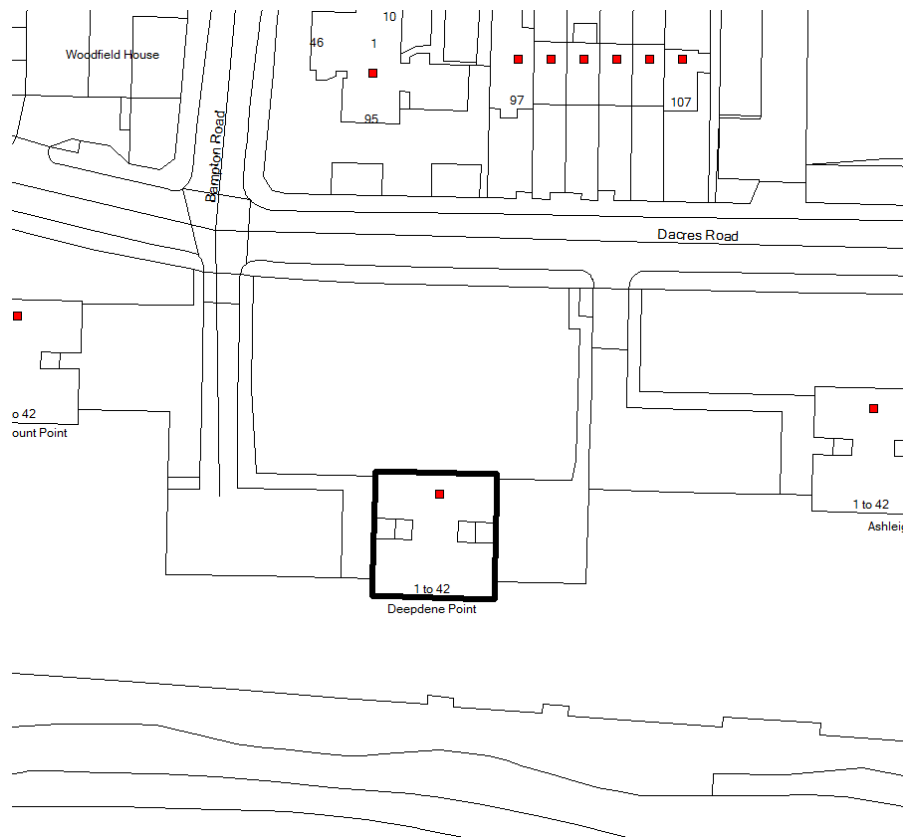 10
46
1
Woodfield House
97
107
95
Bampton Road
Dacres Road
o 42
ount Point
1 to 42
Ashleig
1 to 42
Deepdene Point